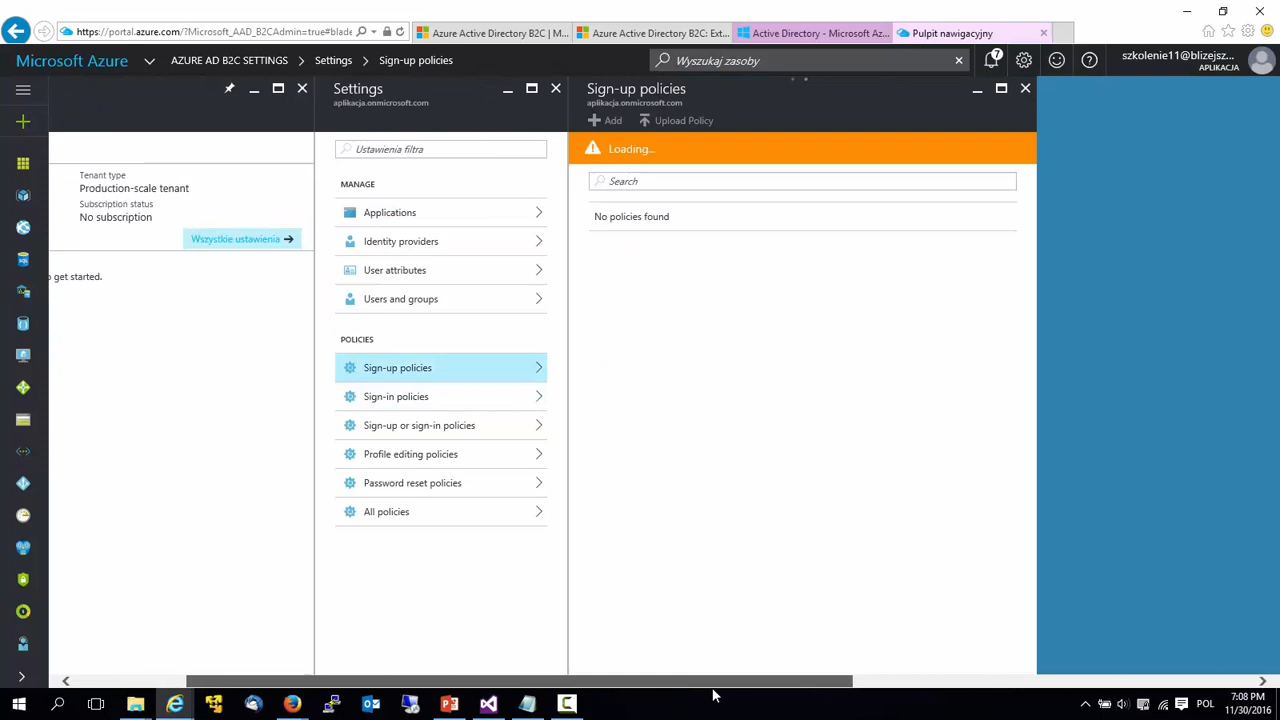 https://portal.azure.com/?Microsoft_AAD_B2CAdmin=true#blade
Azure Active Directory B2C | M...
Azure Active Directory B2C: Ext...
Active Directory - Microsoft Az...
Pulpit nawigacyjny
Microsoft Azure
AZURE AD B2C SETTINGS > Settings > Sign-up policies
Wyszukaj zasoby
7
szkolenie11@blizejsz...
APLIKACJA
Settings
aplikacja.onmicrosoft.com
Sign-up policies
aplikacja.onmicrosoft.com
Add
Upload Policy
Loading...
Ustawienia filtra
Search
Tenant type
Production-scale tenant
Subscription status
No subscription
Wszystkie ustawienia
get started.
MANAGE
Applications
Identity providers
User attributes
Users and groups
POLICIES
Sign-up policies
Sign-in policies
Sign-up or sign-in policies
Profile editing policies
Password reset policies
All policies
No policies found
POL
7:08 PM
11/30/2016